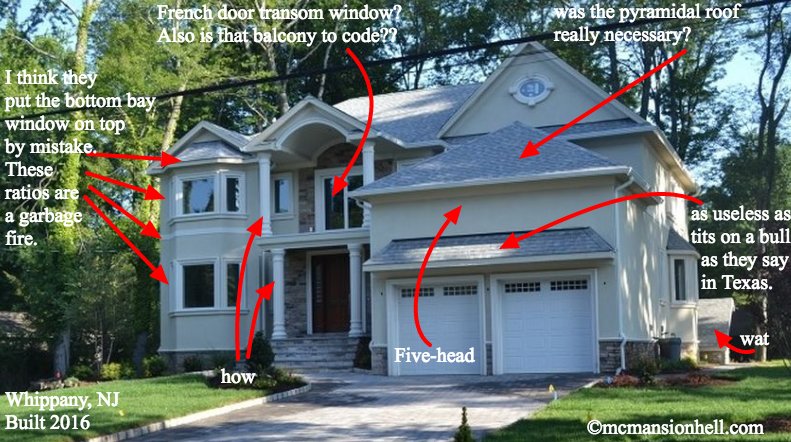 French door transom window?
Also is that balcony to code??
was the pyramidal roof
really necessary?
I think they
put the bottom bay
window on top
by mistake.
These
ratios are
a garbage
fire.
as useless as
tits on a bull
as they say
in Texas.
Five-head
wat
how
Whippany, NJ
Built 2016
©mcmansionhell.com